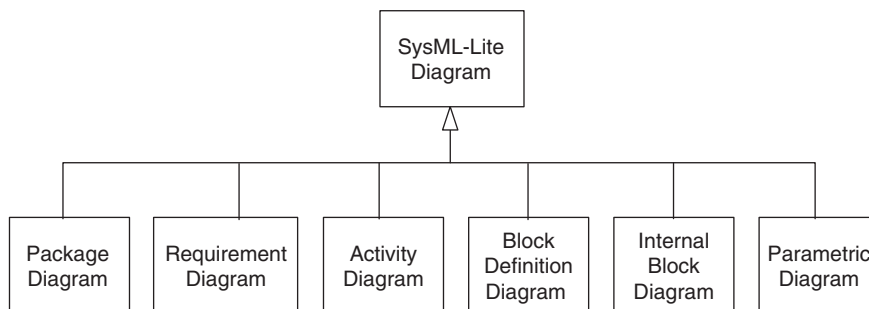 SysML-Lite
Diagram
Package
Diagram
Requirement
Diagram
Activity
Diagram
Block
Definition
Diagram
Internal
Block
Diagram
Parametric
Diagram